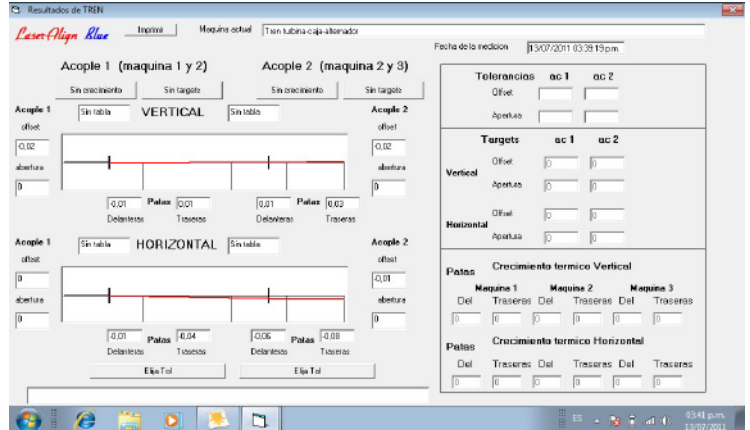 Resultados de TREN
Laser Align Blue
Imprimir
Maquina actual
Tren turbina-caja-alternador
Fecha de la medicion
13/07/2011 03:39:19 p.m.
Acople 1 (maquina 1 y 2)
Acople 2 (maquina 2 y 3)
Sin crecimiento
Sin targets
Sin crecimiento
Sin targets
Acople 1
Sin tabla
VERTICAL
Sin tabla
Acople 2
offset
offset
-0,02
-0,02
abertura
abertura
0
0
-0,01
Patas
0,01
0,01
Patas
0,03
Delanteras
Traseras
Delanteras
Traseras
Acople 1
Sin tabla
HORIZONTAL
Sin tabla
Acople 2
offset
offset
0
-0,01
abertura
abertura
0
0
-0,01
Patas
-0,04
-0,06
Patas
-0,08
Delanteras
Traseras
Delanteras
Traseras
Elija Tol
Elija Tol
Tolerancias ac 1 ac 2
Offset
Apertura
Targets ac 1 ac 2
Vertical
Offset 0 0
Apertura 0 0
Horizontal
Offset 0 0
Apertura 0 0
Patas Crecimiento termico Vertical
Maquina 1 Maquina 2 Maquina 3
Del Traseras Del Traseras Del Traseras
0 0 0 0 0 0
Patas Crecimiento termico Horizontal
Del Traseras Del Traseras Del Traseras
0 0 0 0 0 0
ES
03:41 p.m.
13/07/2011